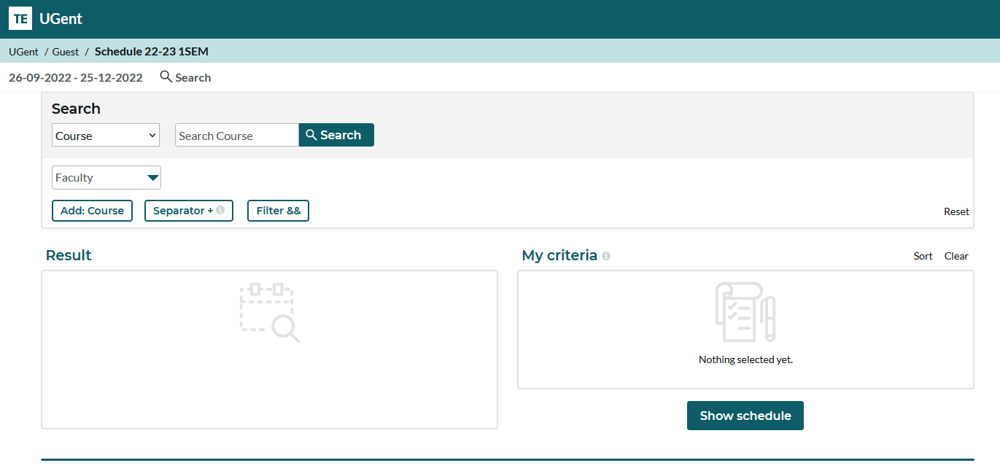 TE UGent
UGent / Guest / Schedule 22-23 1SEM
26-09-2022 - 25-12-2022 Search
Search
Course Search Course Search
Faculty
Add: Course Separator + i Filter && Reset
Result
My criteria i Sort Clear
Nothing selected yet.
Show schedule